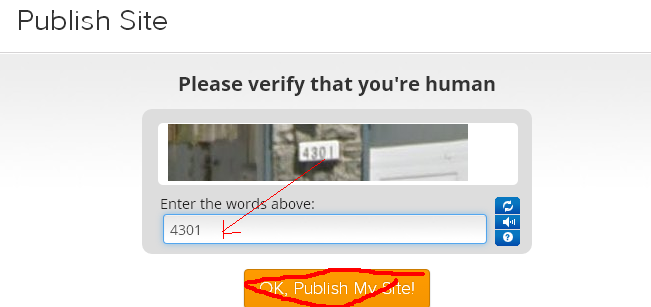 Publish Site
Please verify that you're human
4301
Enter the words above:
4301
OK, Publish My Site!